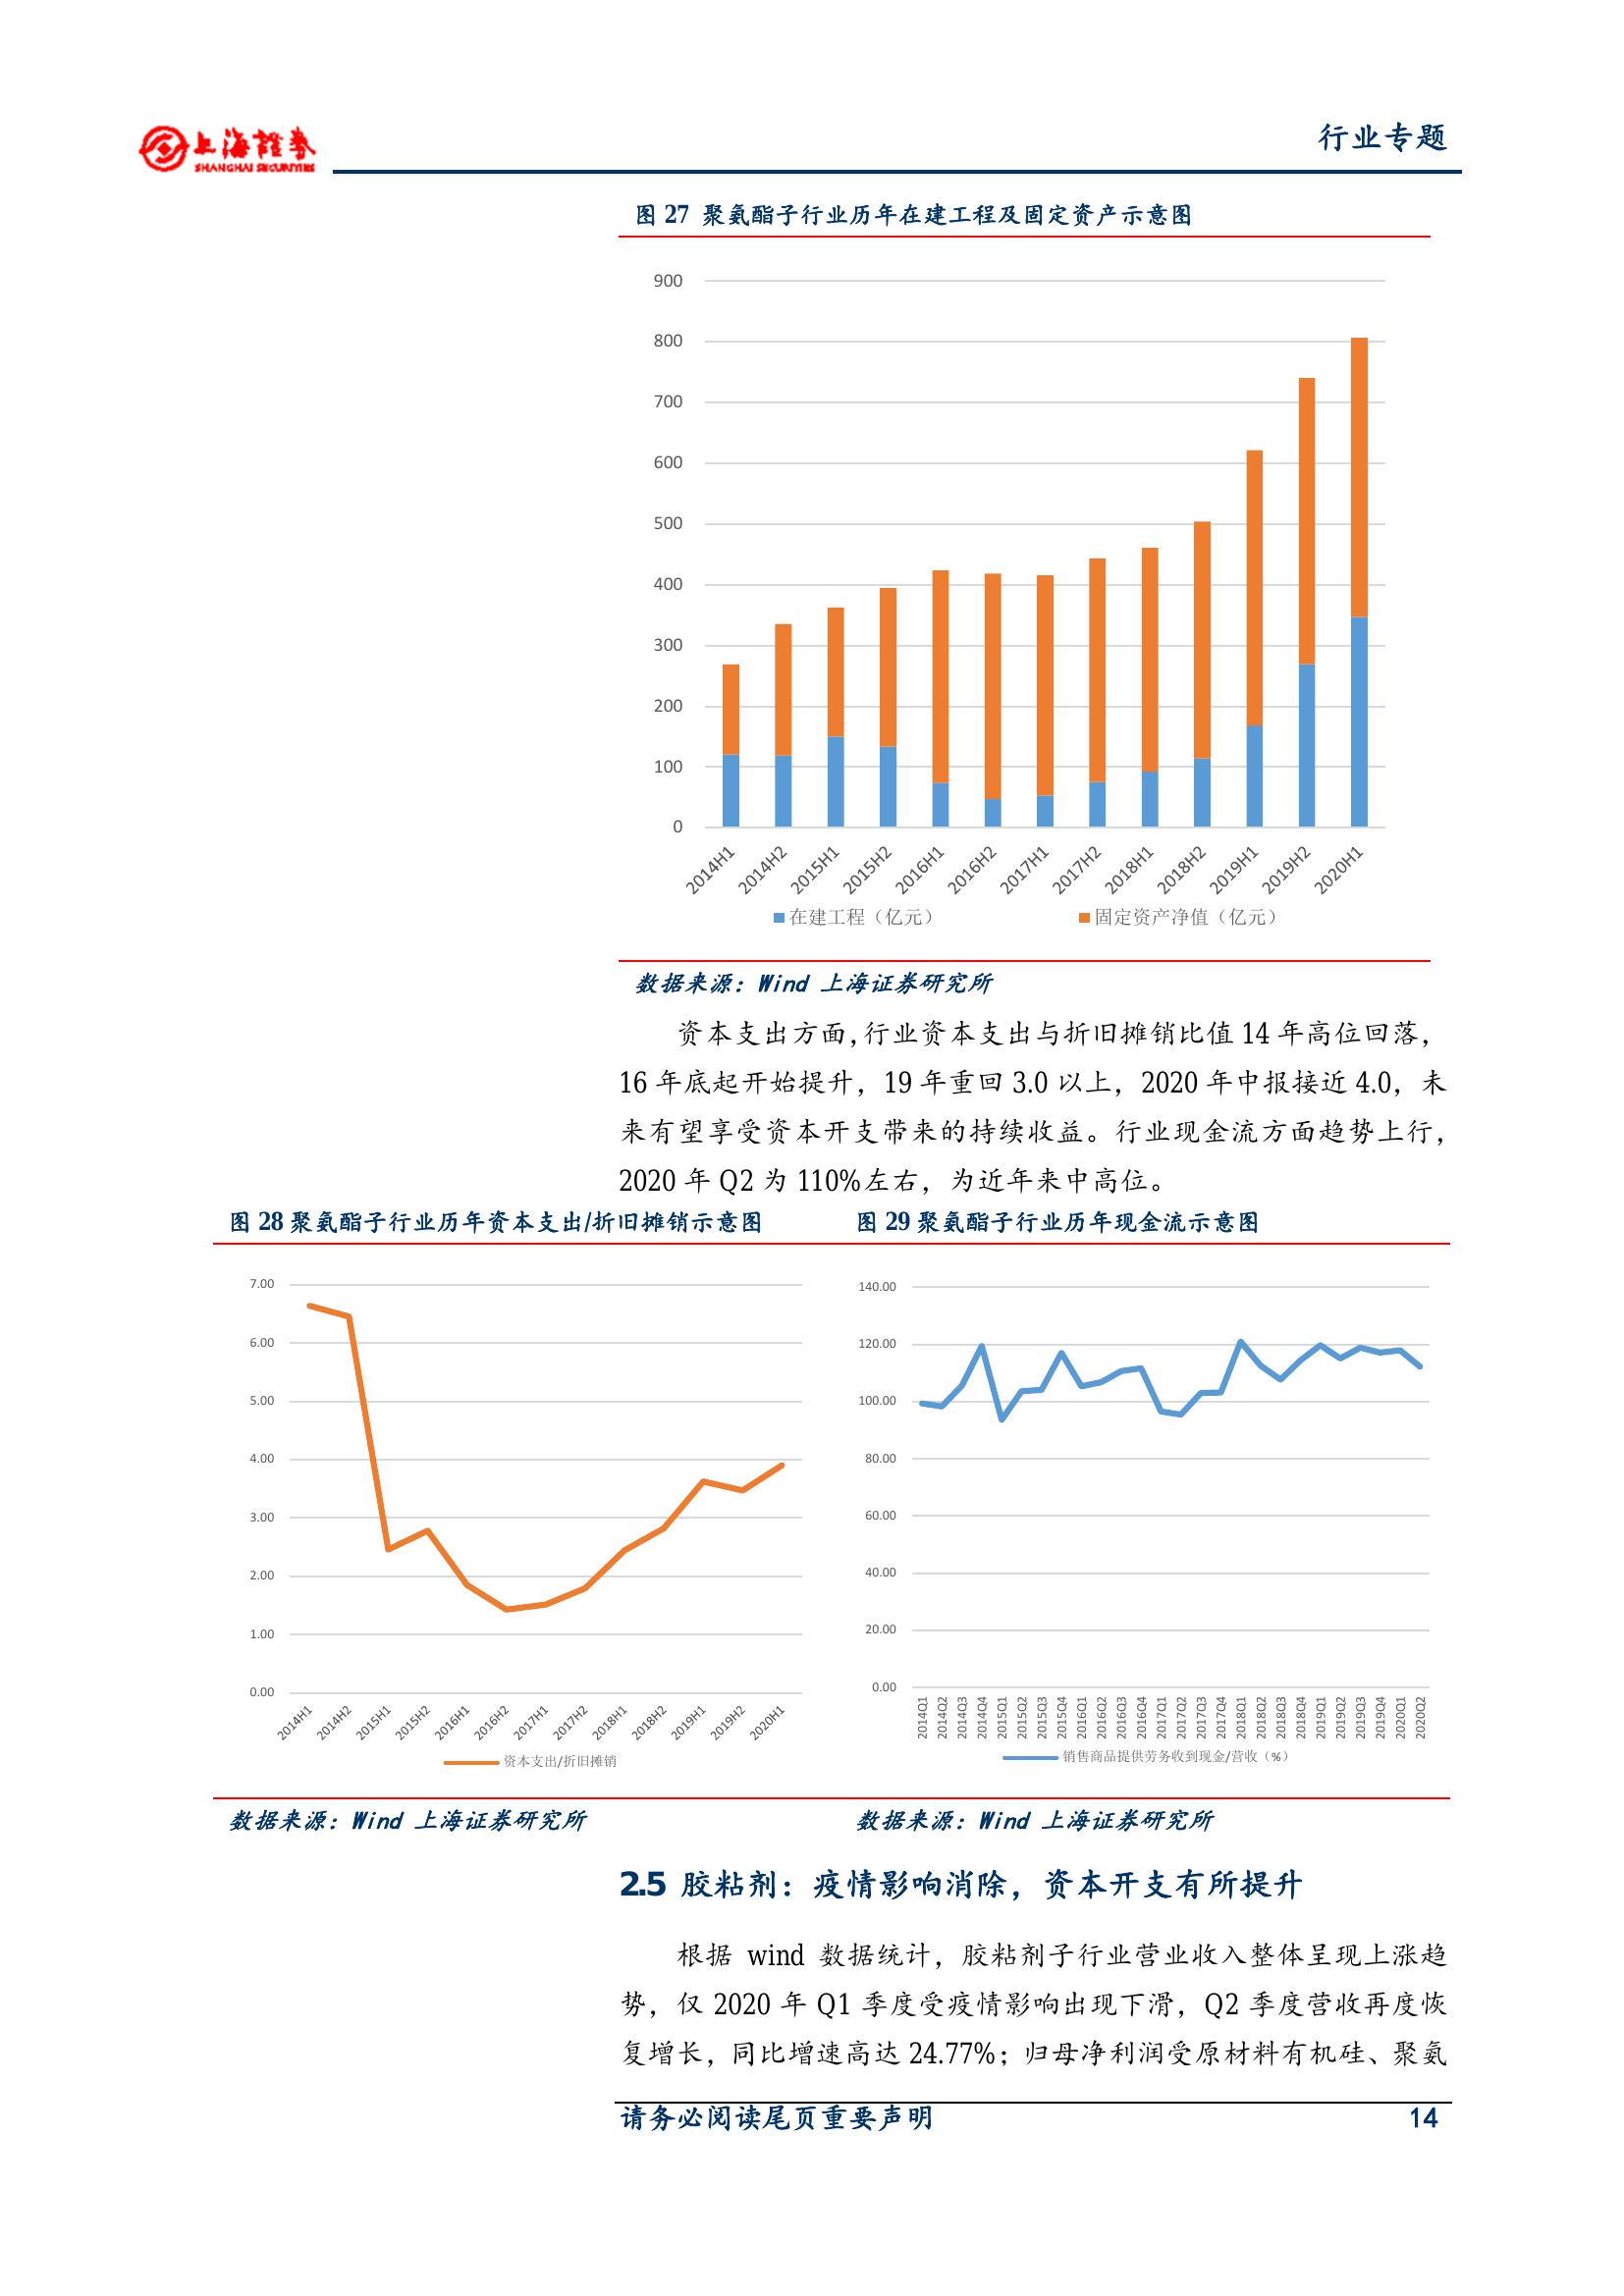 上海證券
SHANGHAI SECURITIES
行业专题
图 27 聚氨酯子行业历年在建工程及固定资产示意图
900
800
700
600
500
400
300
200
100
0
2014H1
2014H2
2015H1
2015H2
2016H1
2016H2
2017H1
2017H2
2018H1
2018H2
2019H1
2019H2
2020H1
在建工程（亿元）
固定资产净值（亿元）
数据来源：Wind 上海证券研究所
资本支出方面，行业资本支出与折旧摊销比值 14 年高位回落，
16 年底起开始提升，19 年重回 3.0 以上，2020 年中报接近 4.0，未
来有望享受资本开支带来的持续收益。行业现金流方面趋势上行，
2020 年 Q2 为 110%左右，为近年来中高位。
图 28 聚氨酯子行业历年资本支出/折旧摊销示意图
7.00
6.00
5.00
4.00
3.00
2.00
1.00
0.00
2014H1
2014H2
2015H1
2015H2
2016H1
2016H2
2017H1
2017H2
2018H1
2018H2
2019H1
2019H2
2020H1
资本支出/折旧摊销
数据来源：Wind 上海证券研究所
图 29 聚氨酯子行业历年现金流示意图
140.00
120.00
100.00
80.00
60.00
40.00
20.00
0.00
2014Q1
2014Q2
2014Q3
2014Q4
2015Q1
2015Q2
2015Q3
2015Q4
2016Q1
2016Q2
2016Q3
2016Q4
2017Q1
2017Q2
2017Q3
2017Q4
2018Q1
2018Q2
2018Q3
2018Q4
2019Q1
2019Q2
2019Q3
2019Q4
2020Q1
2020Q2
销售商品提供劳务收到现金/营收（%）
数据来源：Wind 上海证券研究所
2.5 胶粘剂：疫情影响消除，资本开支有所提升
根据 wind 数据统计，胶粘剂子行业营业收入整体呈现上涨趋
势，仅 2020 年 Q1 季度受疫情影响出现下滑，Q2 季度营收再度恢
复增长，同比增速高达 24.77%；归母净利润受原材料有机硅、聚氨
请务必阅读尾页重要声明
14